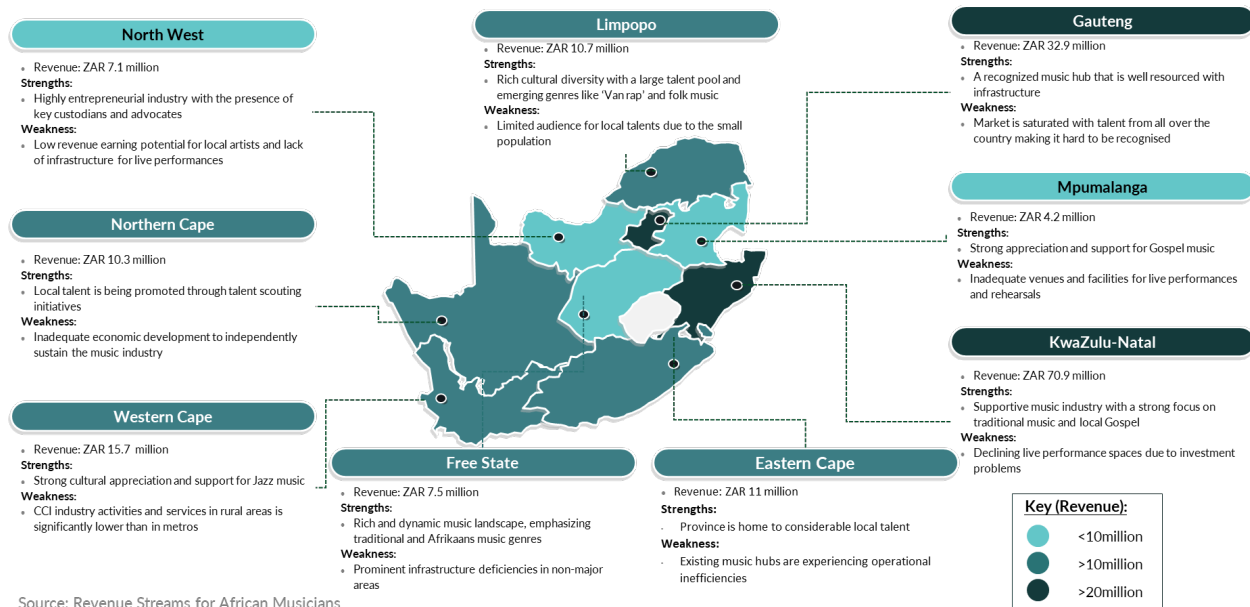 North West
• Revenue: ZAR 7.1 million
Strengths:
• Highly entrepreneurial industry with the presence of
key custodians and advocates
Weakness:
• Low revenue earning potential for local artists and lack
of infrastructure for live performances
Limpopo
• Revenue: ZAR 10.7 million
Strengths:
• Rich cultural diversity with a large talent pool and
emerging genres like ‘Van rap’ and folk music
Weakness:
• Limited audience for local talents due to the small
population
Gauteng
• Revenue: ZAR 32.9 million
Strengths:
• A recognized music hub that is well resourced with
infrastructure
Weakness:
• Market is saturated with talent from all over the
country making it hard to be recognised
Northern Cape
• Revenue: ZAR 10.3 million
Strengths:
• Local talent is being promoted through talent scouting
initiatives
Weakness:
• Inadequate economic development to independently
sustain the music industry
Mpumalanga
• Revenue: ZAR 4.2 million
Strengths:
• Strong appreciation and support for Gospel music
Weakness:
• Inadequate venues and facilities for live performances
and rehearsals
KwaZulu-Natal
• Revenue: ZAR 70.9 million
Strengths:
• Supportive music industry with a strong focus on
traditional music and local Gospel
Weakness:
• Declining live performance spaces due to investment
problems
Western Cape
• Revenue: ZAR 15.7 million
Strengths:
• Strong cultural appreciation and support for Jazz music
Weakness:
• CCI industry activities and services in rural areas is
significantly lower than in metros
Free State
• Revenue: ZAR 7.5 million
Strengths:
• Rich and dynamic music landscape, emphasizing
traditional and Afrikaans music genres
Weakness:
• Prominent infrastructure deficiencies in non-major
areas
Eastern Cape
• Revenue: ZAR 11 million
Strengths:
· Province is home to considerable local talent
Weakness:
· Existing music hubs are experiencing operational
inefficiencies
Key (Revenue):
<10million
>10million
>20million
Source: Revenue Streams for African Musicians